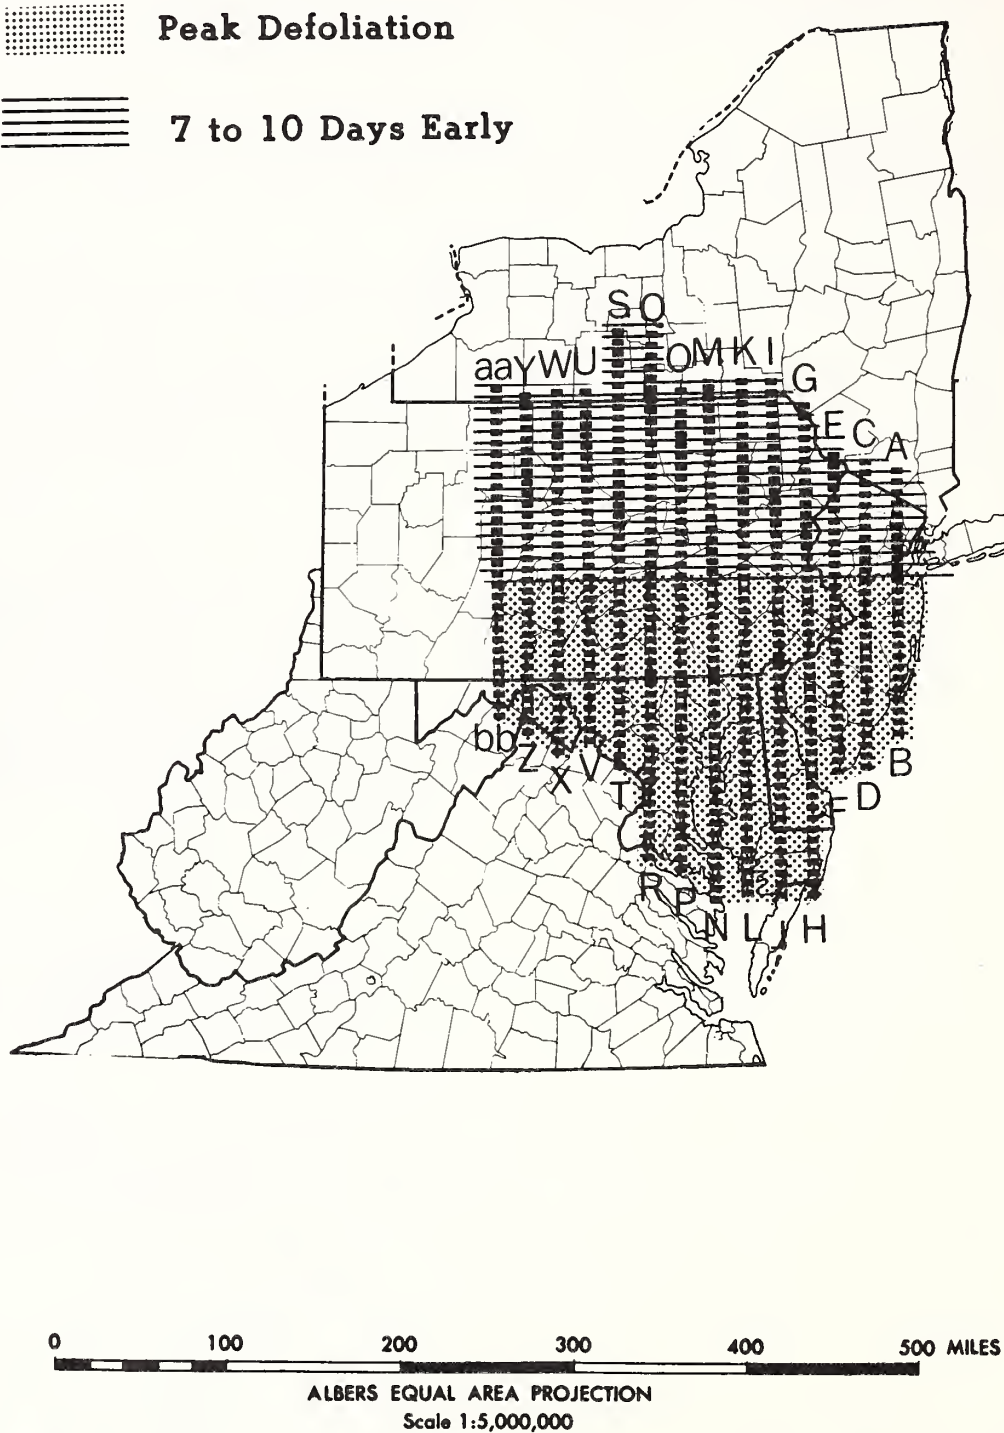 Peak Defoliation
7 to 10 Days Early
S Q
aa Y W U O M K I
G
E C A
bb Z X V T
B
F D
R P N L J H
0 100 200 300 400 500 MILES
ALBERS EQUAL AREA PROJECTION
Scale 1:5,000,000